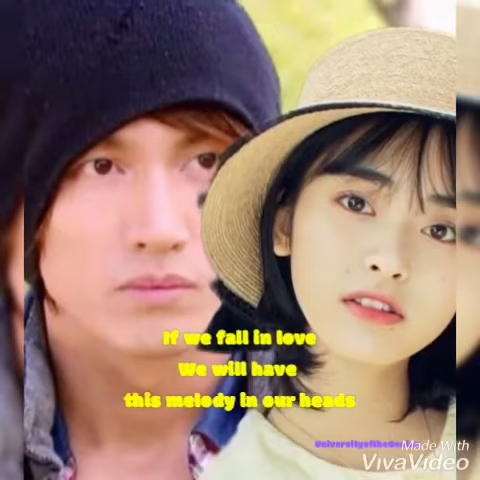 If we fall in love
We will have
this melody in our heads
Made With
VivaVideo